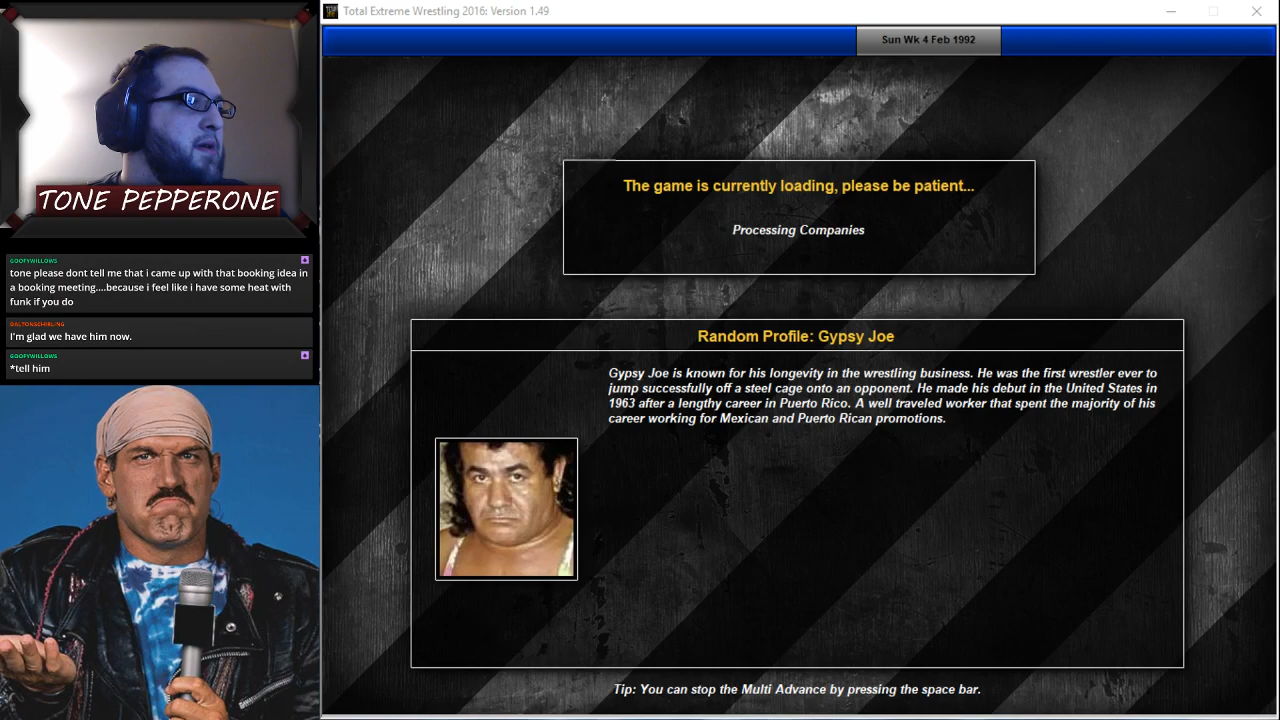 Total Extreme Wrestling 2016: Version 1.49
Sun Wk 4 Feb 1992
TONE PEPPERONE
GOOFYWILLOWS
tone please dont tell me that i came up with that booking idea in
a booking meeting....because i feel like i have some heat with
funk if you do
DALTONSCHIRLING
I'm glad we have him now.
GOOFYWILLOWS
*tell him
The game is currently loading, please be patient...
Processing Companies
Random Profile: Gypsy Joe
Gypsy Joe is known for his longevity in the wrestling business. He was the first wrestler ever to
jump successfully off a steel cage onto an opponent. He made his debut in the United States in
1963 after a lengthy career in Puerto Rico. A well traveled worker that spent the majority of his
career working for Mexican and Puerto Rican promotions.
Tip: You can stop the Multi Advance by pressing the space bar.